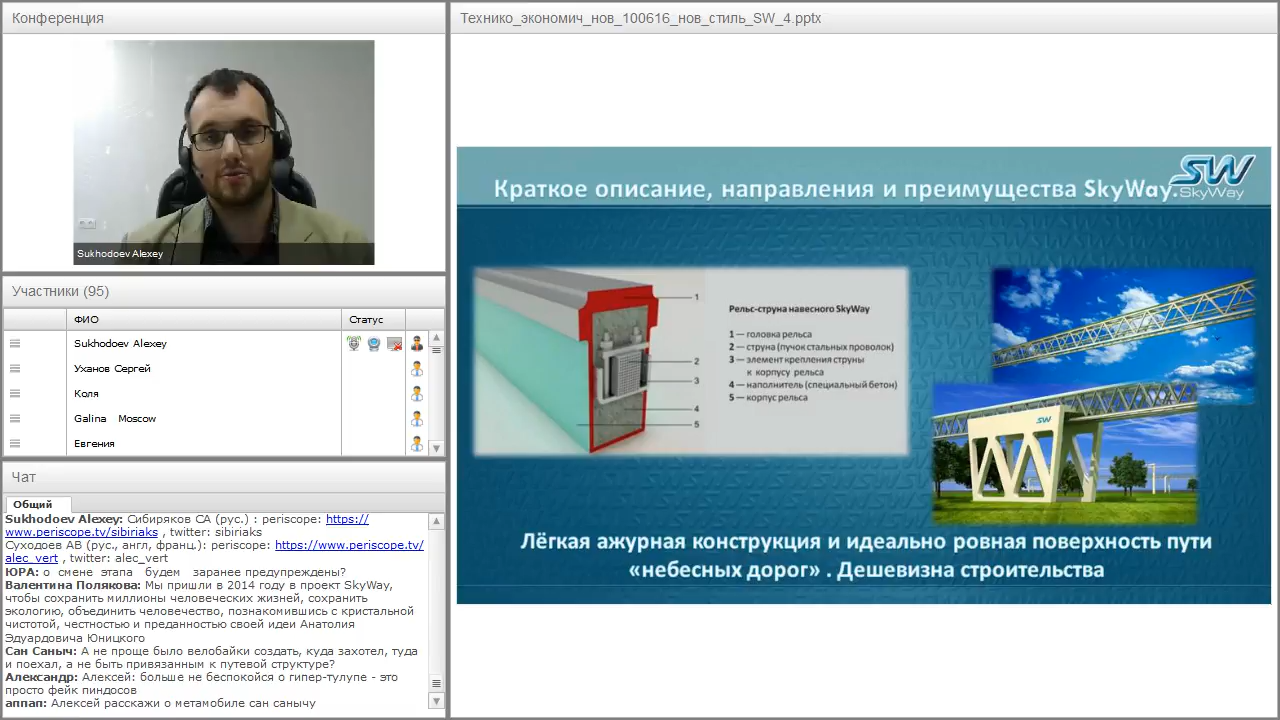 Конференция
Sukhodoev Alexey
Участники (95)
ФИО
Статус
Sukhodoev Alexey
Уханов Сергей
Коля
Galina Moscow
Евгения
Чат
Общий
Sukhodoev Alexey: Сибиряков СА (рус.) : periscope: https://
www.periscope.tv/sibiriaks , twitter: sibiriaks
Суходоев АВ (рус., англ, франц.): periscope: https://www.periscope.tv/
alec_vert , twitter: alec_vert
ЮРА: о смене этапа будем заранее предупреждены?
Валентина Полякова: Мы пришли в 2014 году в проект SkyWay,
чтобы сохранить миллионы человеческих жизней, сохранить
экологию, объединить человечество, познакомившись с кристальной
чистотой, честностью и преданностью своей идеи Анатолия
Эдуардовича Юницкого
Сан Саныч: А не проще было велобайки создать, куда захотел, туда
и поехал, а не быть привязанным к путевой структуре?
Александр: Алексей: больше не беспокойся о гипер-тулупе - это
просто фейк пиндосов
аппап: Алексей расскажи о метамобиле сан санычу
Технико_экономич_нов_100616_нов_стиль_SW_4.pptx
SW
SkyWay
Краткое описание, направления и преимущества SkyWay.
1
2
3
4
5
Рельс-струна навесного SkyWay
1 — головка рельса
2 — струна (пучок стальных проволок)
3 — элемент крепления струны
к корпусу рельса
4 — наполнитель (специальный бетон)
5 — корпус рельса
SW
Лёгкая ажурная конструкция и идеально ровная поверхность пути
«небесных дорог» . Дешевизна строительства